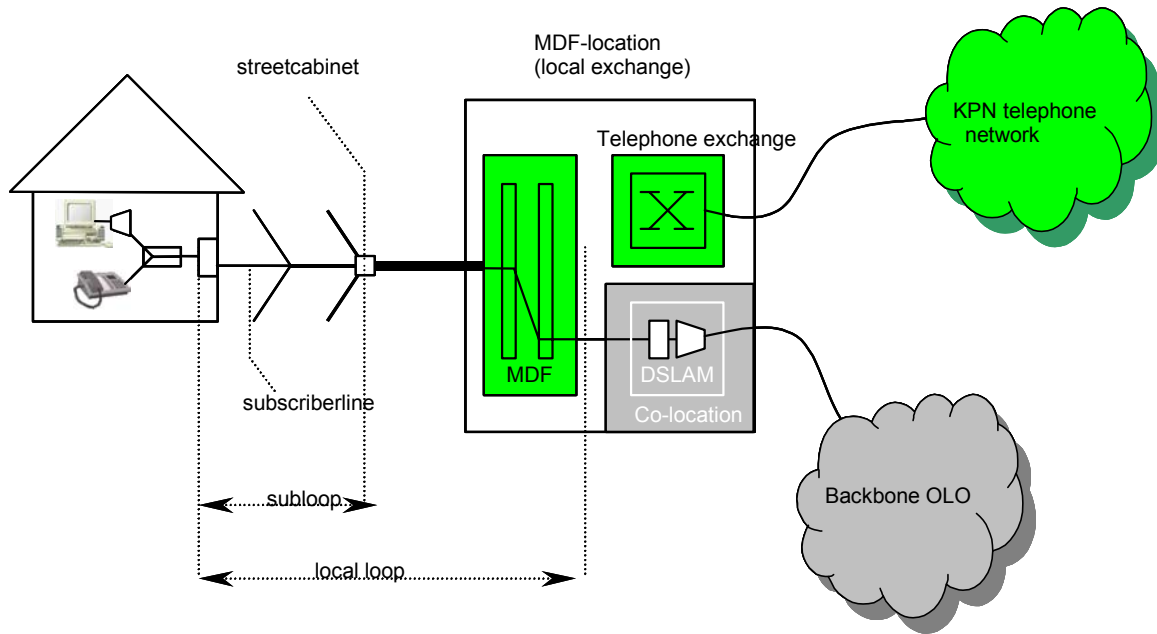 MDF-location
(local exchange)
streetcabinet
KPN telephone
network
Telephone exchange
MDF
DSLAM
Co-location
subscriberline
subloop
Backbone OLO
local loop